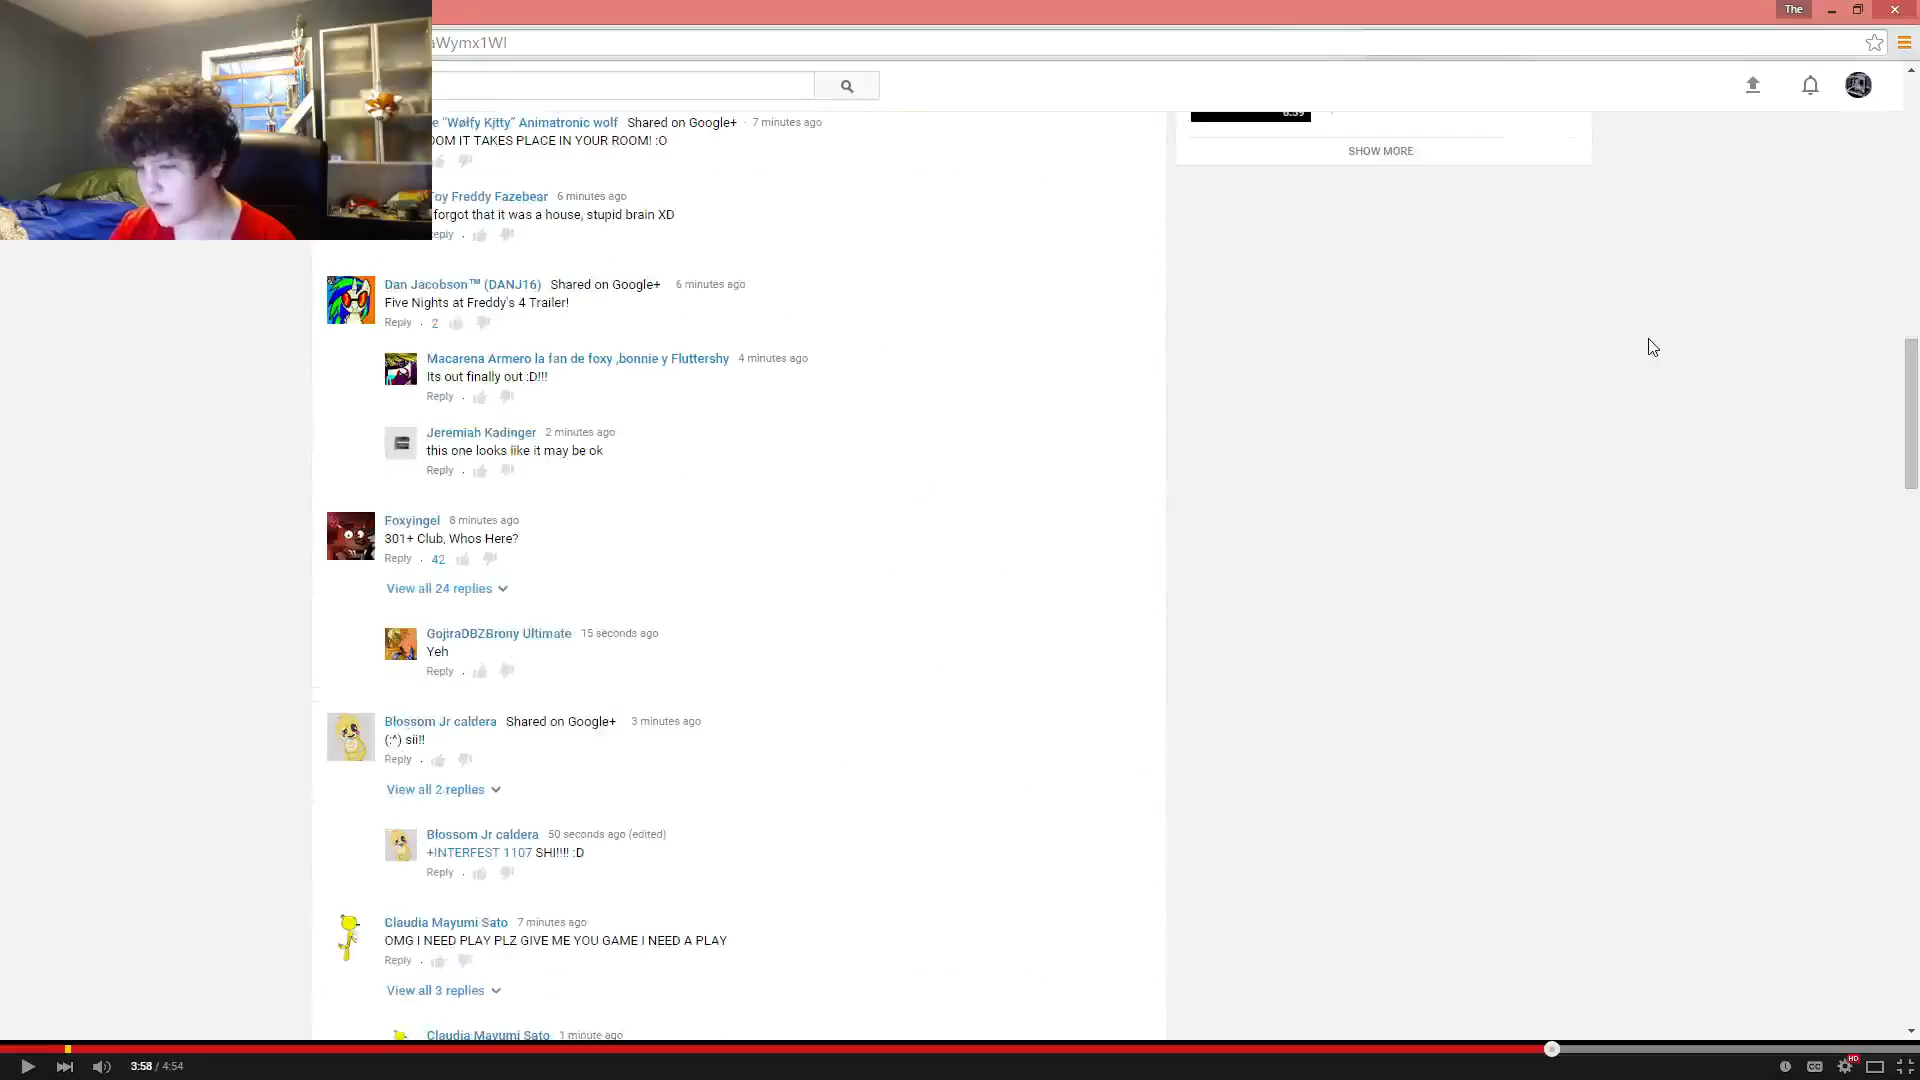 The
aWymx1WI
e "Wølfy Kitty" Animatronic wolf Shared on Google+ · 7 minutes ago
OOM IT TAKES PLACE IN YOUR ROOM! :O
SHOW MORE
Toy Freddy Fazebear 6 minutes ago
forgot that it was a house, stupid brain XD
eply
Dan Jacobson™ (DANJ16) Shared on Google+ 6 minutes ago
Five Nights at Freddy's 4 Trailer!
Reply . 2
Macarena Armero la fan de foxy ,bonnie y Fluttershy 4 minutes ago
Its out finally out :D!!!
Reply .
Jeremiah Kadinger 2 minutes ago
this one looks like it may be ok
Reply .
Foxyingel 8 minutes ago
301+ Club, Whos Here?
Reply . 42
View all 24 replies
GojiraDBZBrony Ultimate 15 seconds ago
Yeh
Reply .
Blossom Jr caldera Shared on Google+ 3 minutes ago
(:^) sii!!
Reply .
View all 2 replies
Blossom Jr caldera 50 seconds ago (edited)
+INTERFEST 1107 SHI!!!! :D
Reply .
Claudia Mayumi Sato 7 minutes ago
OMG I NEED PLAY PLZ GIVE ME YOU GAME I NEED A PLAY
Reply .
View all 3 replies
Claudia Mayumi Sato 1 minute ago
3:58 / 4:54
CC
HD